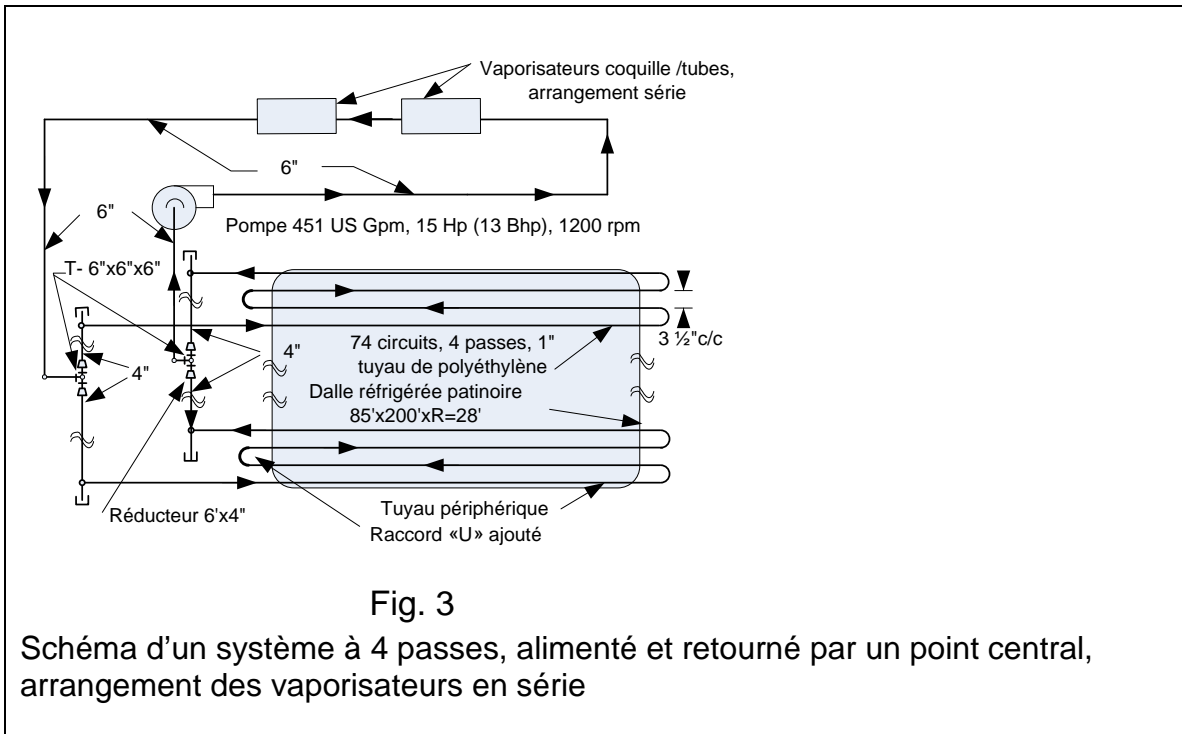 Vaporisateurs coquille /tubes,
arrangement série
6"
6"
Pompe 451 US Gpm, 15 Hp (13 Bhp), 1200 rpm
T- 6"x6"x6"
3 ½"c/c
4"
4"
74 circuits, 4 passes, 1"
tuyau de polyéthylène
Dalle réfrigérée patinoire
85'x200'xR=28'
Réducteur 6'x4"
Tuyau périphérique
Raccord «U» ajouté
Fig. 3
Schéma d'un système à 4 passes, alimenté et retourné par un point central,
arrangement des vaporisateurs en série